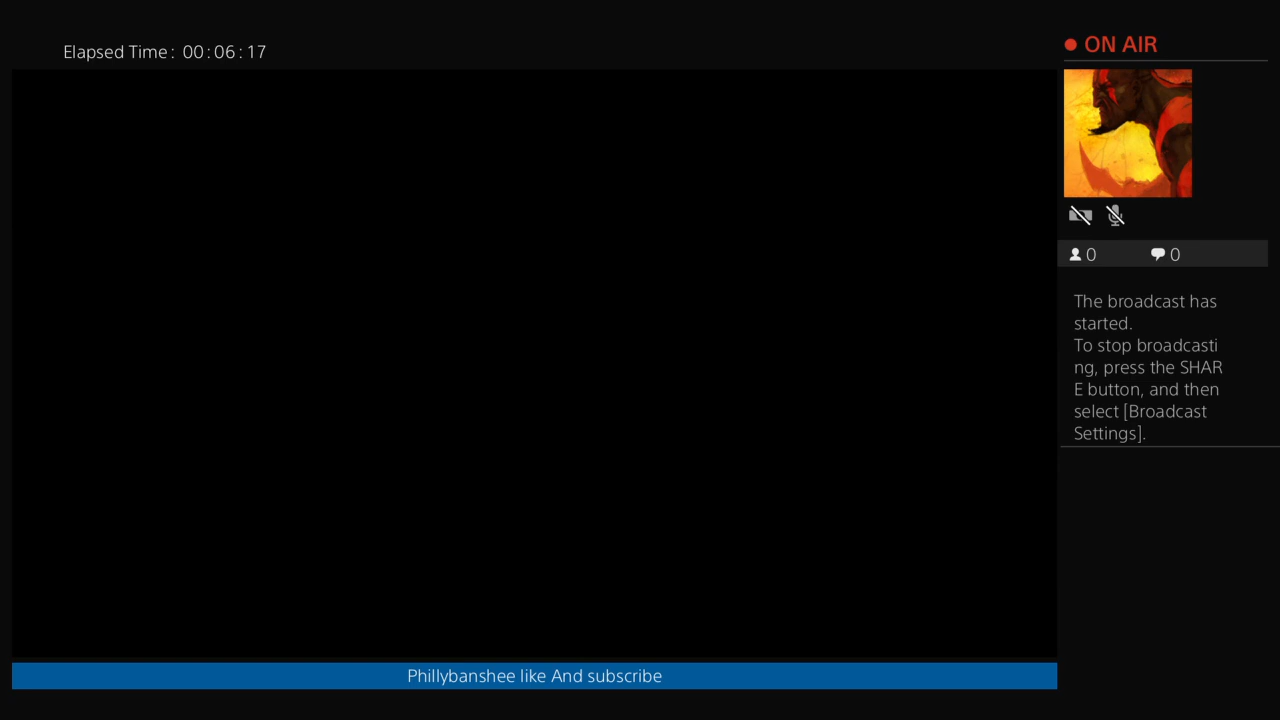 Elapsed Time: 00:06:17
ON AIR
0 0
The broadcast has
started.
To stop broadcasti
ng, press the SHAR
E button, and then
select [Broadcast
Settings].
Phillybanshee like And subscribe